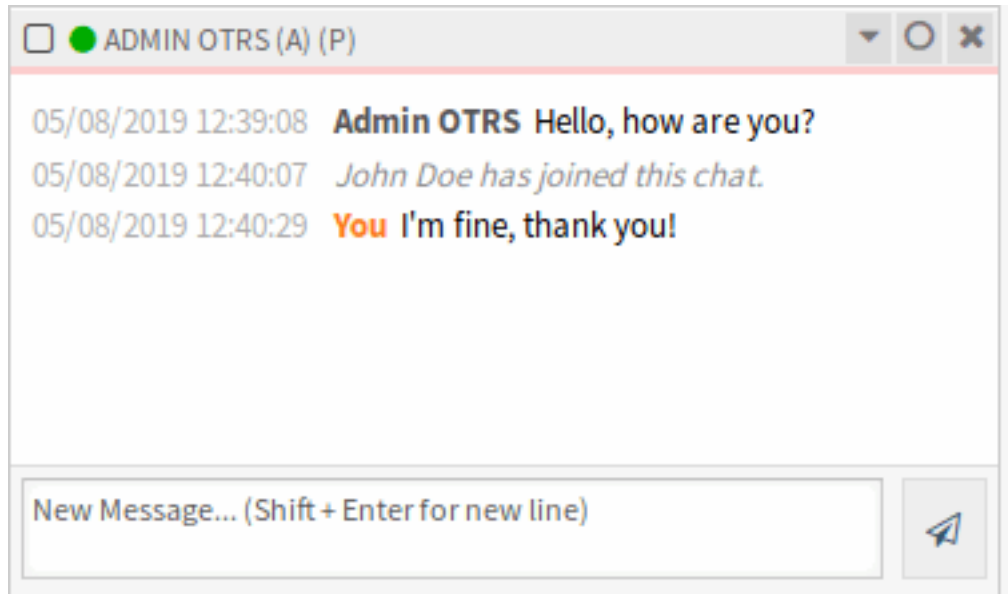 ADMIN OTRS (A) (P)
05/08/2019 12:39:08 Admin OTRS Hello, how are you?
05/08/2019 12:40:07 John Doe has joined this chat.
05/08/2019 12:40:29 You I'm fine, thank you!
New Message... (Shift + Enter for new line)